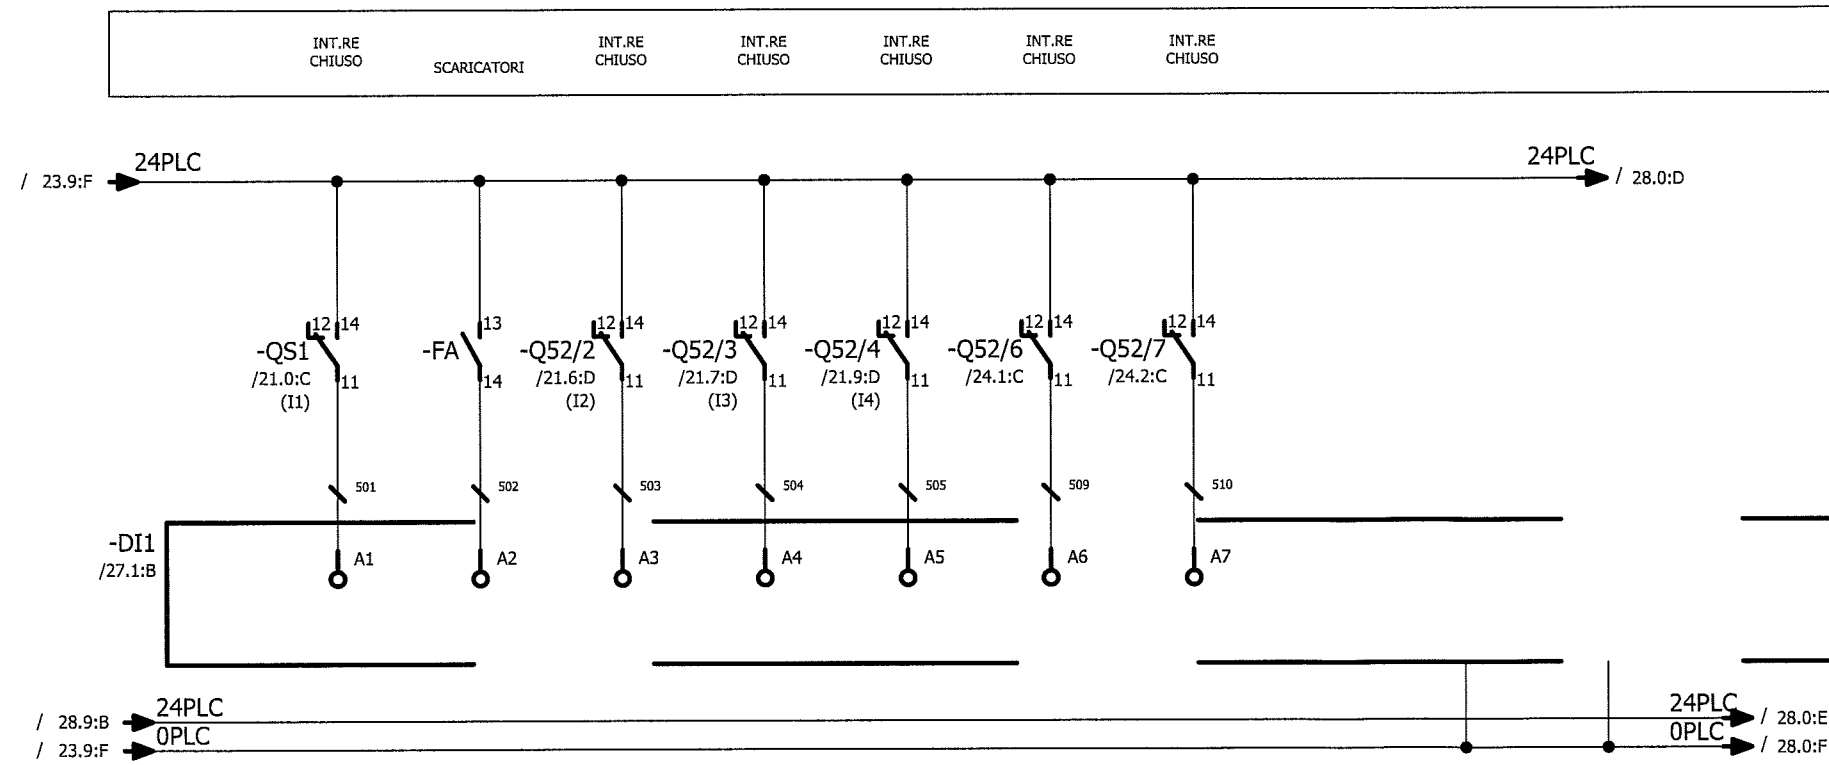 INT.RE
CHIUSO
SCARICATORI
INT.RE
CHIUSO
INT.RE
CHIUSO
INT.RE
CHIUSO
INT.RE
CHIUSO
INT.RE
CHIUSO
24PLC
/ 23.9:F
24PLC
/ 28.0:D
12 14
-QS1
/21.0:C
(I1)
11
13
-FA
14
12 14
-Q52/2
/21.6:D
(I2)
11
12 14
-Q52/3
/21.7:D
(I3)
11
12 14
-Q52/4
/21.9:D
(I4)
11
12 14
-Q52/6
/24.1:C
11
12 14
-Q52/7
/24.2:C
11
501
502
503
504
505
509
510
-DI1
/27.1:B
A1
A2
A3
A4
A5
A6
A7
24PLC
/ 28.9:B
0PLC
/ 23.9:F
24PLC
/ 28.0:E
0PLC
/ 28.0:F